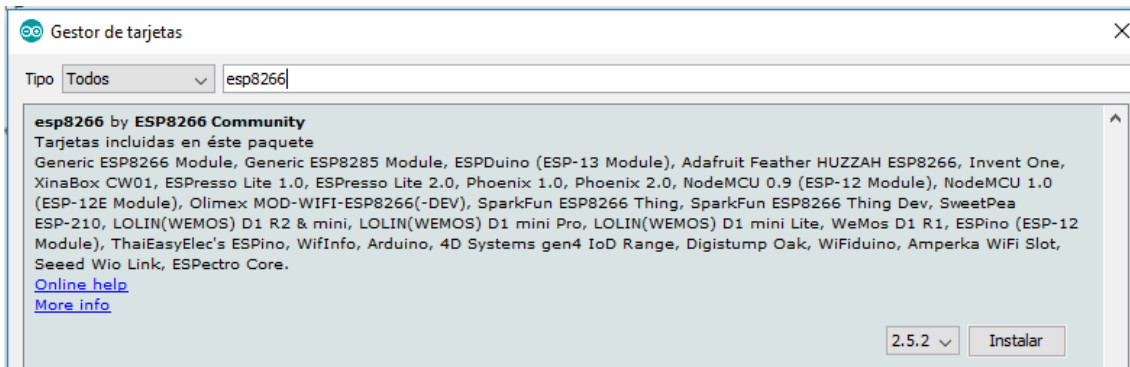 Gestor de tarjetas
Tipo Todos esp8266
esp8266 by ESP8266 Community
Tarjetas incluidas en éste paquete
Generic ESP8266 Module, Generic ESP8285 Module, ESPDuino (ESP-13 Module), Adafruit Feather HUZZAH ESP8266, Invent One,
XinaBox CW01, ESPresso Lite 1.0, ESPresso Lite 2.0, Phoenix 1.0, Phoenix 2.0, NodeMCU 0.9 (ESP-12 Module), NodeMCU 1.0
(ESP-12E Module), Olimex MOD-WIFI-ESP8266(-DEV), SparkFun ESP8266 Thing, SparkFun ESP8266 Thing Dev, SweetPea
ESP-210, LOLIN(WEMOS) D1 R2 & mini, LOLIN(WEMOS) D1 mini Pro, LOLIN(WEMOS) D1 mini Lite, WeMos D1 R1, ESPino (ESP-12
Module), ThaiEasyElec's ESPino, WifInfo, Arduino, 4D Systems gen4 IoD Range, Digistump Oak, WiFiduino, Amperka WiFi Slot,
Seeed Wio Link, ESPectro Core.
Online help
More info
2.5.2 Instalar